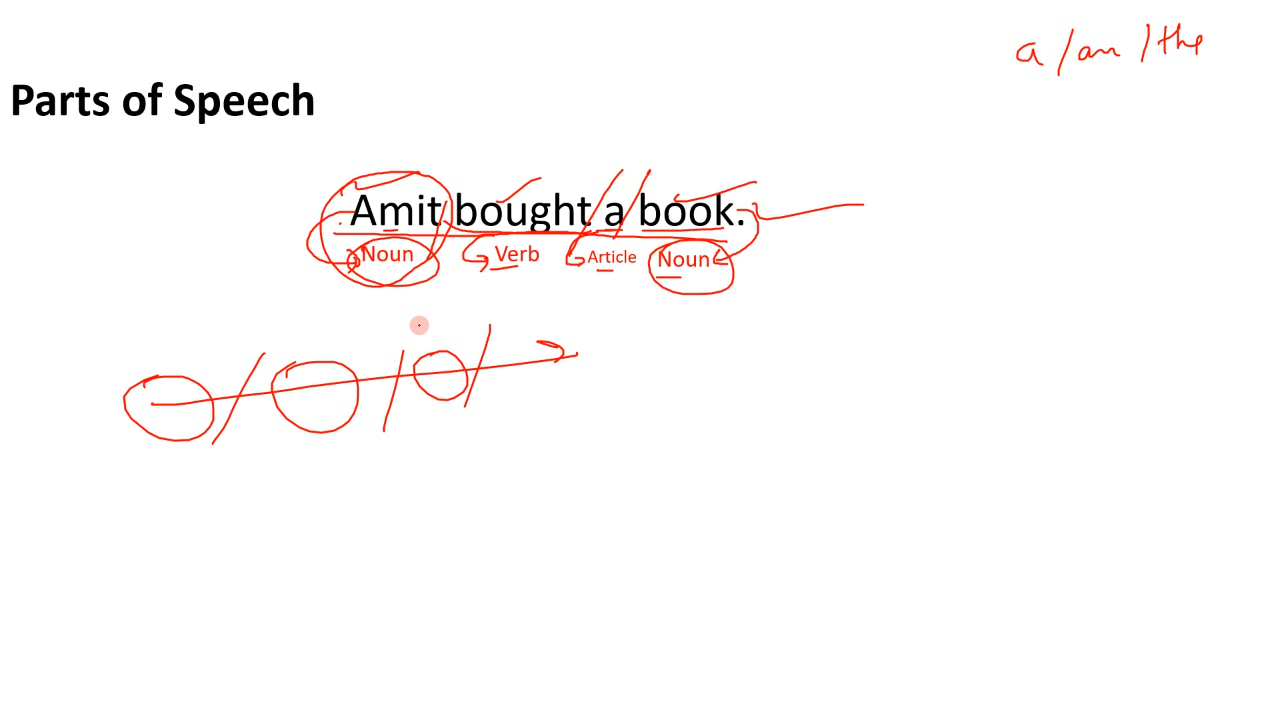 a/an/the
Parts of Speech
Amit bought a book.
Noun Verb Article Noun